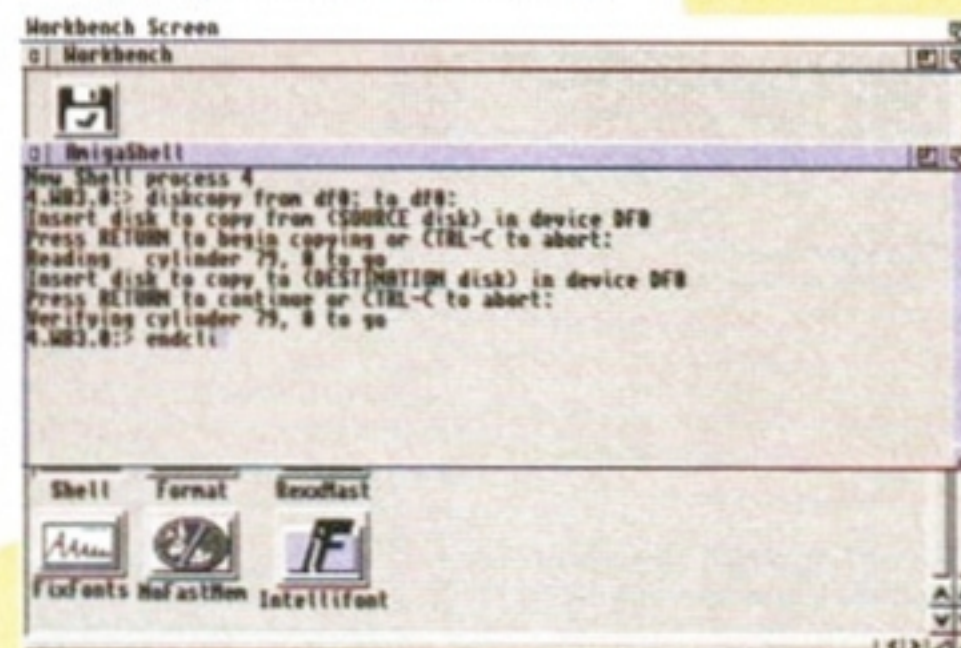 Workbench Screen
Workbench
AmigaShell
New Shell process 4
4.WB3.0:> diskcopy from df0: to df0:
Insert disk to copy from (SOURCE disk) in device DF0
Press RETURN to begin copying or CTRL-C to abort:
Reading cylinder 79, 0 to go
Insert disk to copy to (DESTINATION disk) in device DF0
Press RETURN to continue or CTRL-C to abort:
Verifying cylinder 79, 0 to go
4.WB3.0:> endcli
Shell Format RexxMast
FixFonts NoFastMem Intellifont